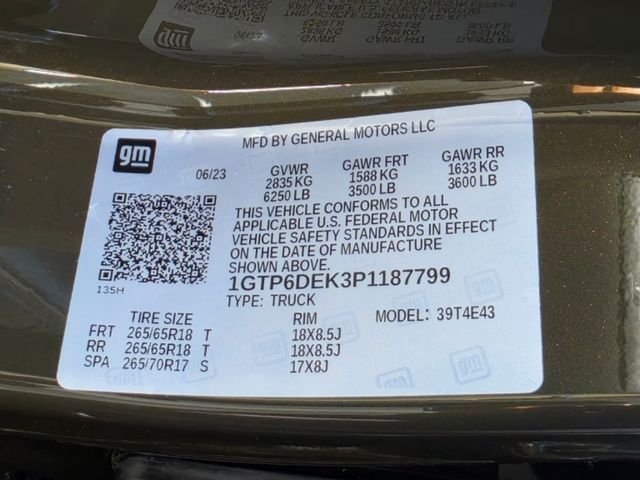 MFD BY GENERAL MOTORS LLC
gm
06/23
GVWR GAWR FRT GAWR RR
2835 KG 1588 KG 1633 KG
6250 LB 3500 LB 3600 LB
THIS VEHICLE CONFORMS TO ALL
APPLICABLE U.S. FEDERAL MOTOR
VEHICLE SAFETY STANDARDS IN EFFECT
ON THE DATE OF MANUFACTURE
SHOWN ABOVE.
135H
1GTP6DEK3P1187799
TYPE: TRUCK MODEL: 39T4E43
TIRE SIZE RIM
FRT 265/65R18 T 18X8.5J
RR 265/65R18 T 18X8.5J
SPA 265/70R17 S 17X8J